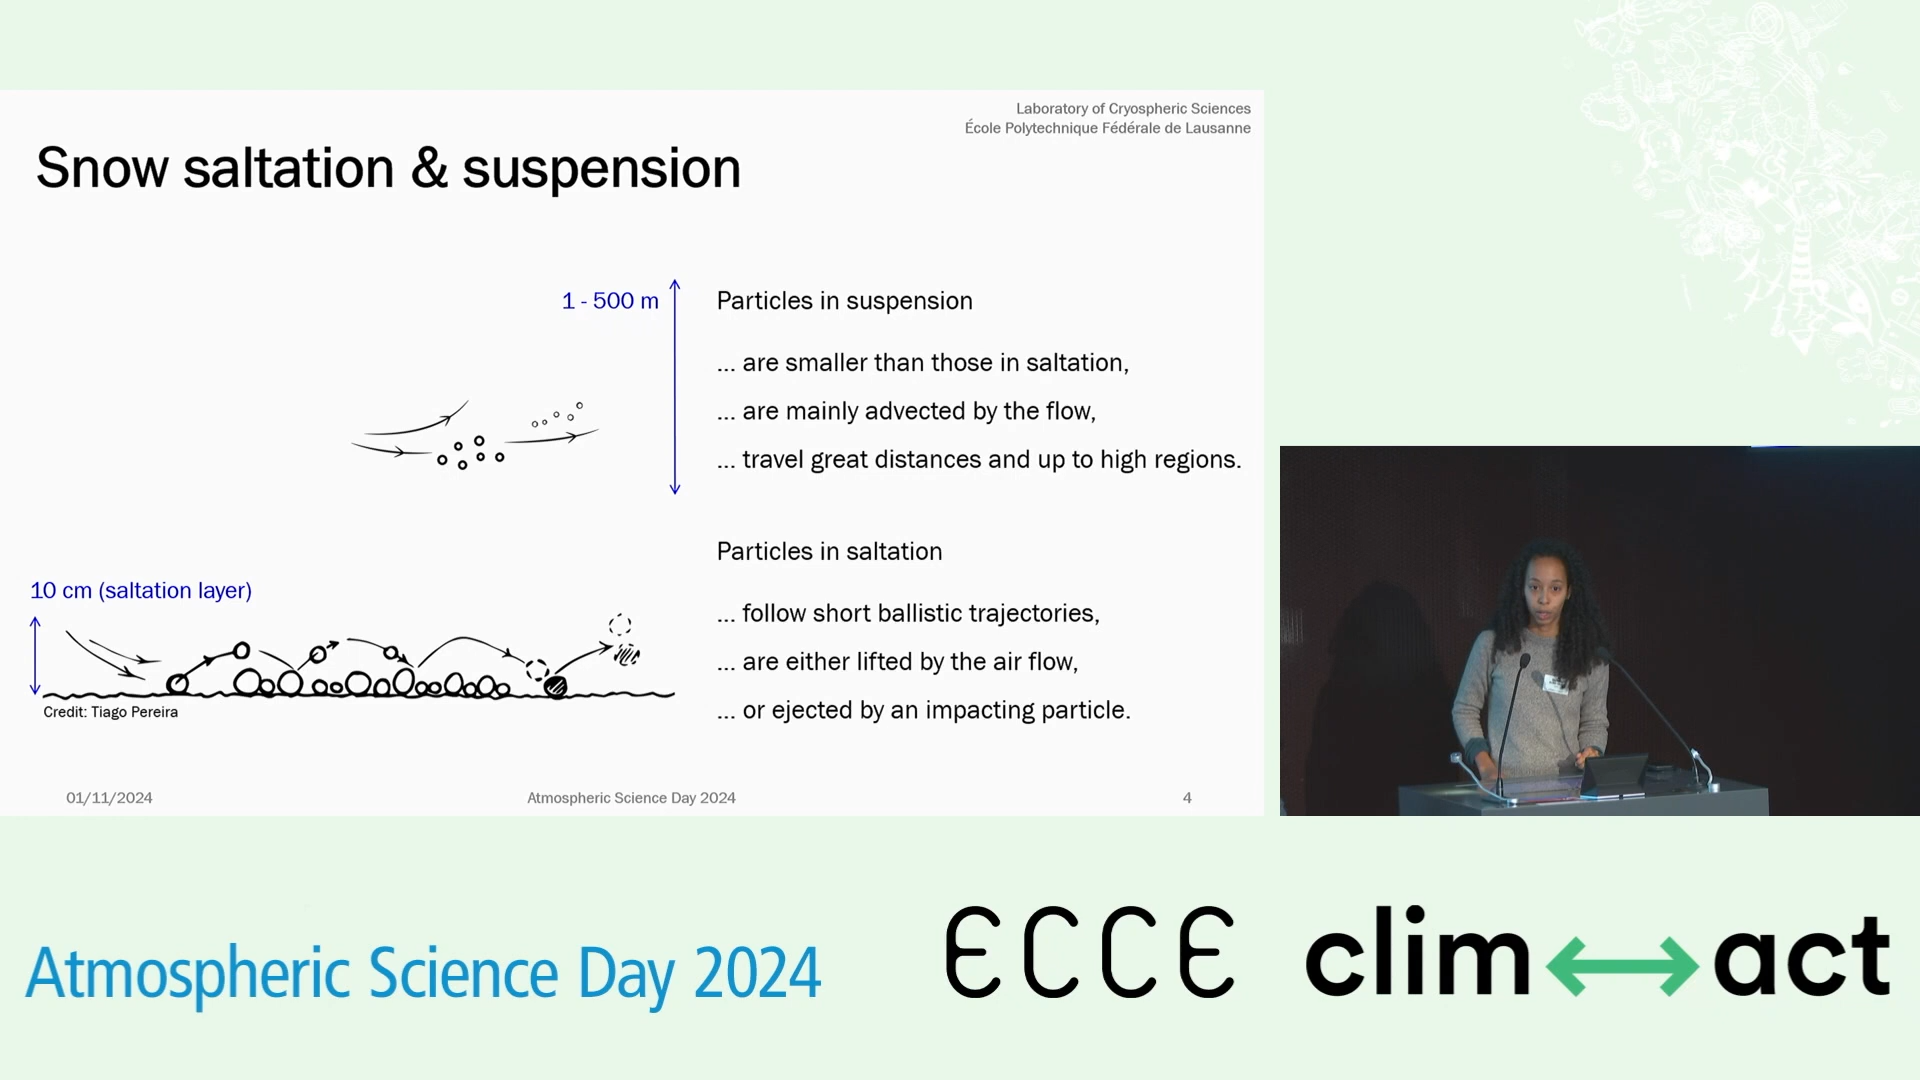 Laboratory of Cryospheric Sciences
École Polytechnique Fédérale de Lausanne
Snow saltation & suspension
1 - 500 m
Particles in suspension
... are smaller than those in saltation,
... are mainly advected by the flow,
... travel great distances and up to high regions.
10 cm (saltation layer)
Particles in saltation
... follow short ballistic trajectories,
... are either lifted by the air flow,
... or ejected by an impacting particle.
Credit: Tiago Pereira
01/11/2024
Atmospheric Science Day 2024
4
Atmospheric Science Day 2024
ECCE
clim
act